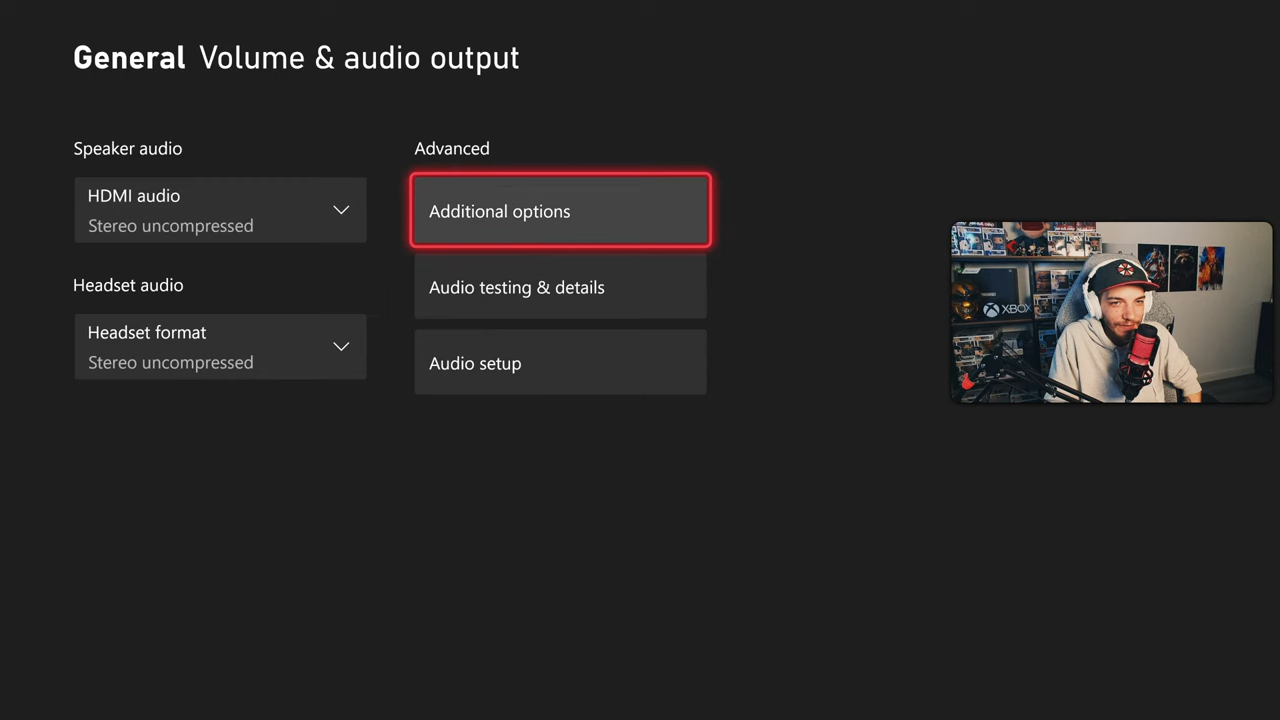 General Volume & audio output
Speaker audio
HDMI audio
Stereo uncompressed
Headset audio
Headset format
Stereo uncompressed
Advanced
Additional options
Audio testing & details
Audio setup
XBOX